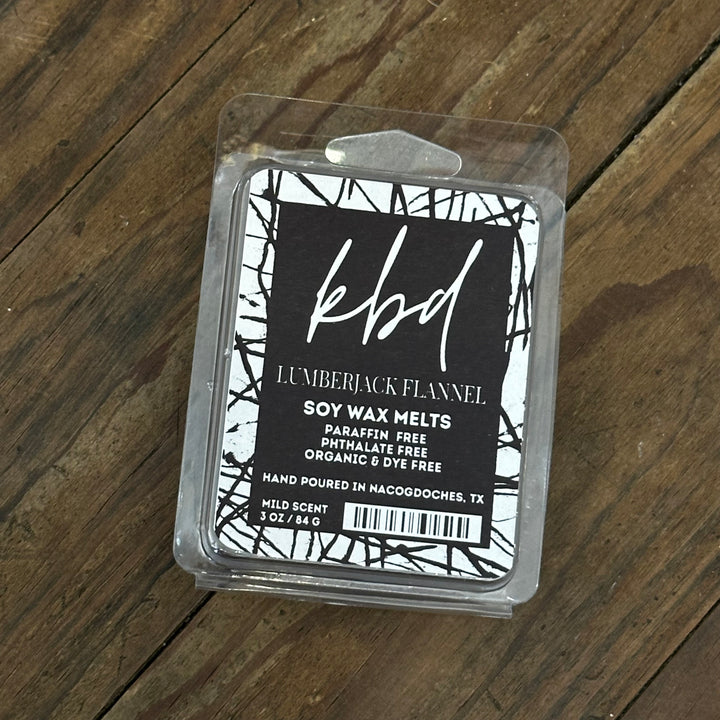 kbd
LUMBERJACK FLANNEL
SOY WAX MELTS
PARAFFIN FREE
PHTHALATE FREE
ORGANIC & DYE FREE
HAND POURED IN NACOGDOCHES, TX
MILD SCENT
3 OZ / 84 G